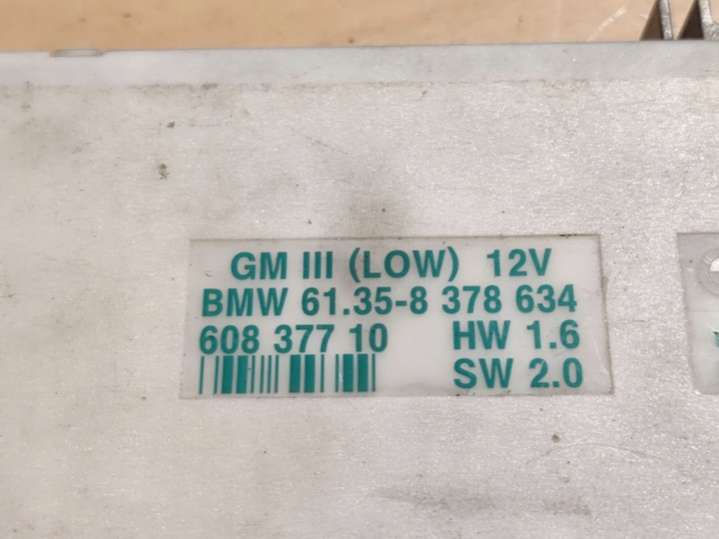 GM III (LOW) 12V
BMW 61.35-8 378 634
608 377 10 HW 1.6
SW 2.0